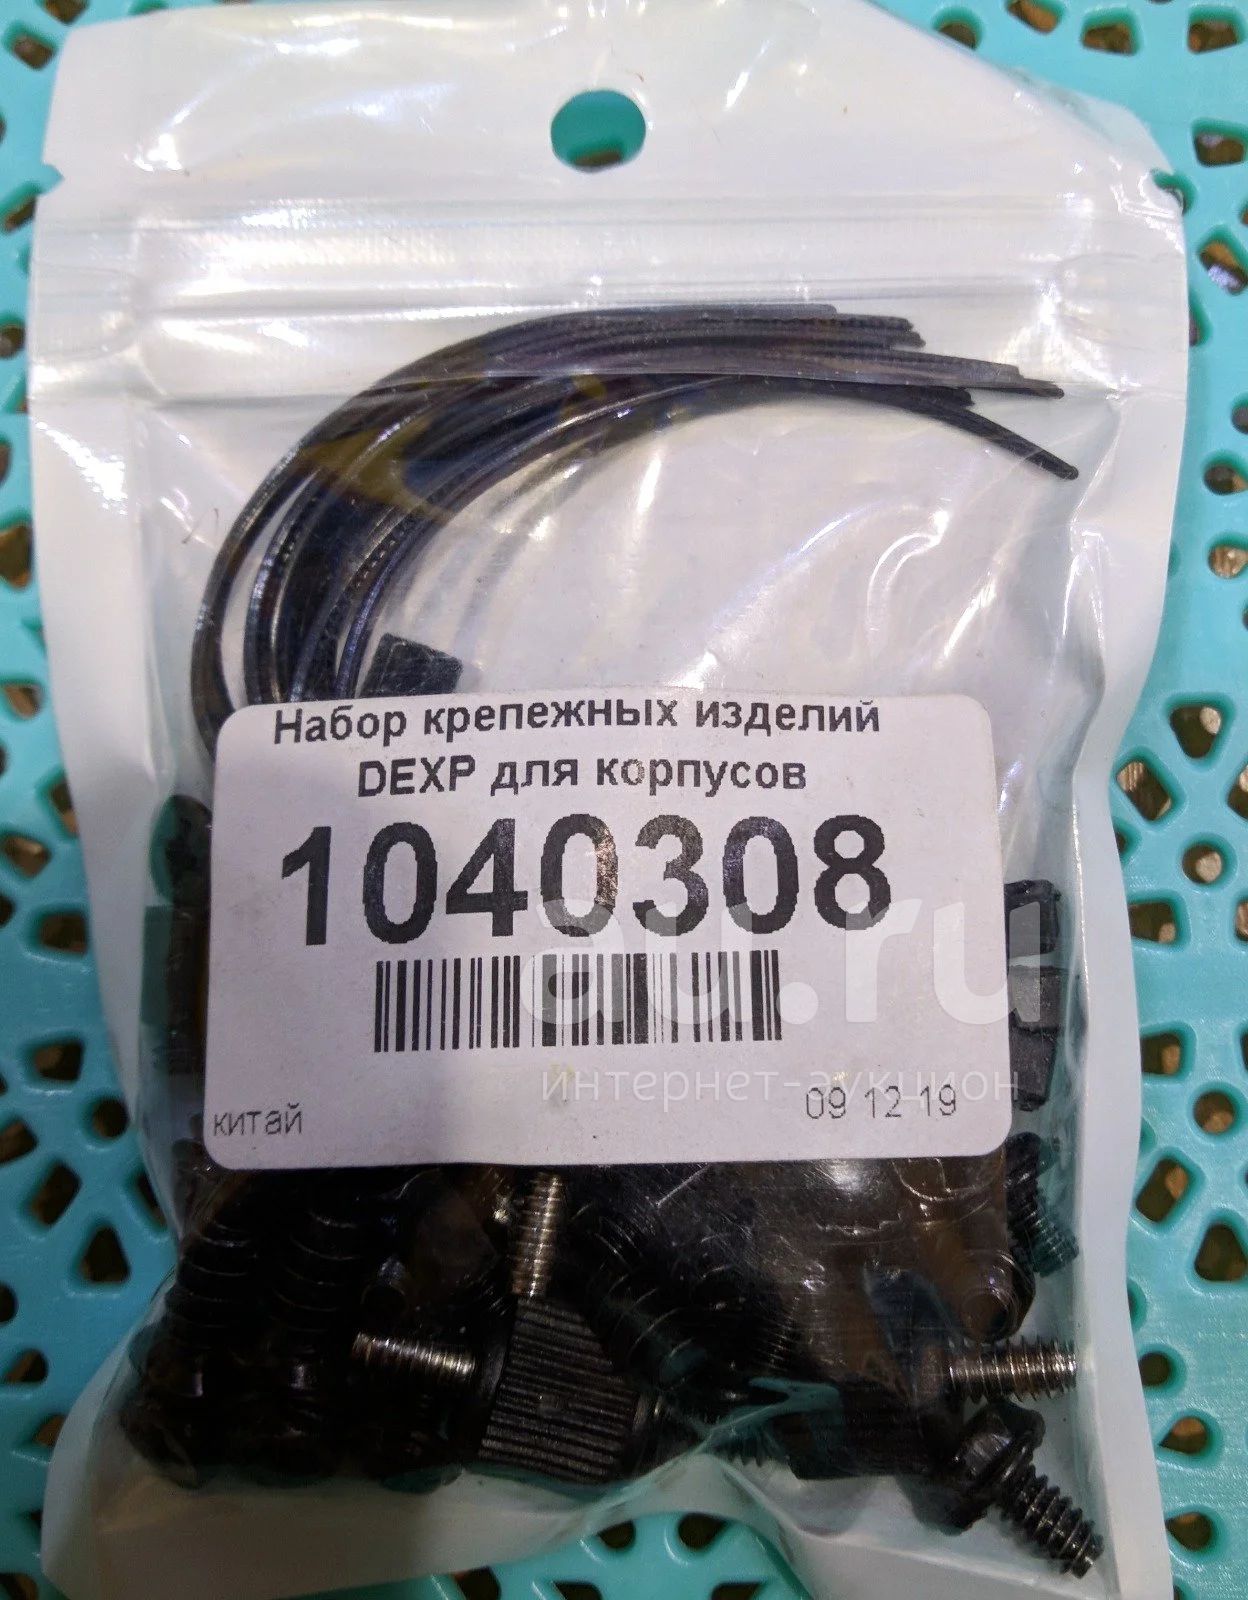 Набор крепежных изделий
DEXP для корпусов
1040308
au.ru
интернет-аукцион
китай
09 12 19